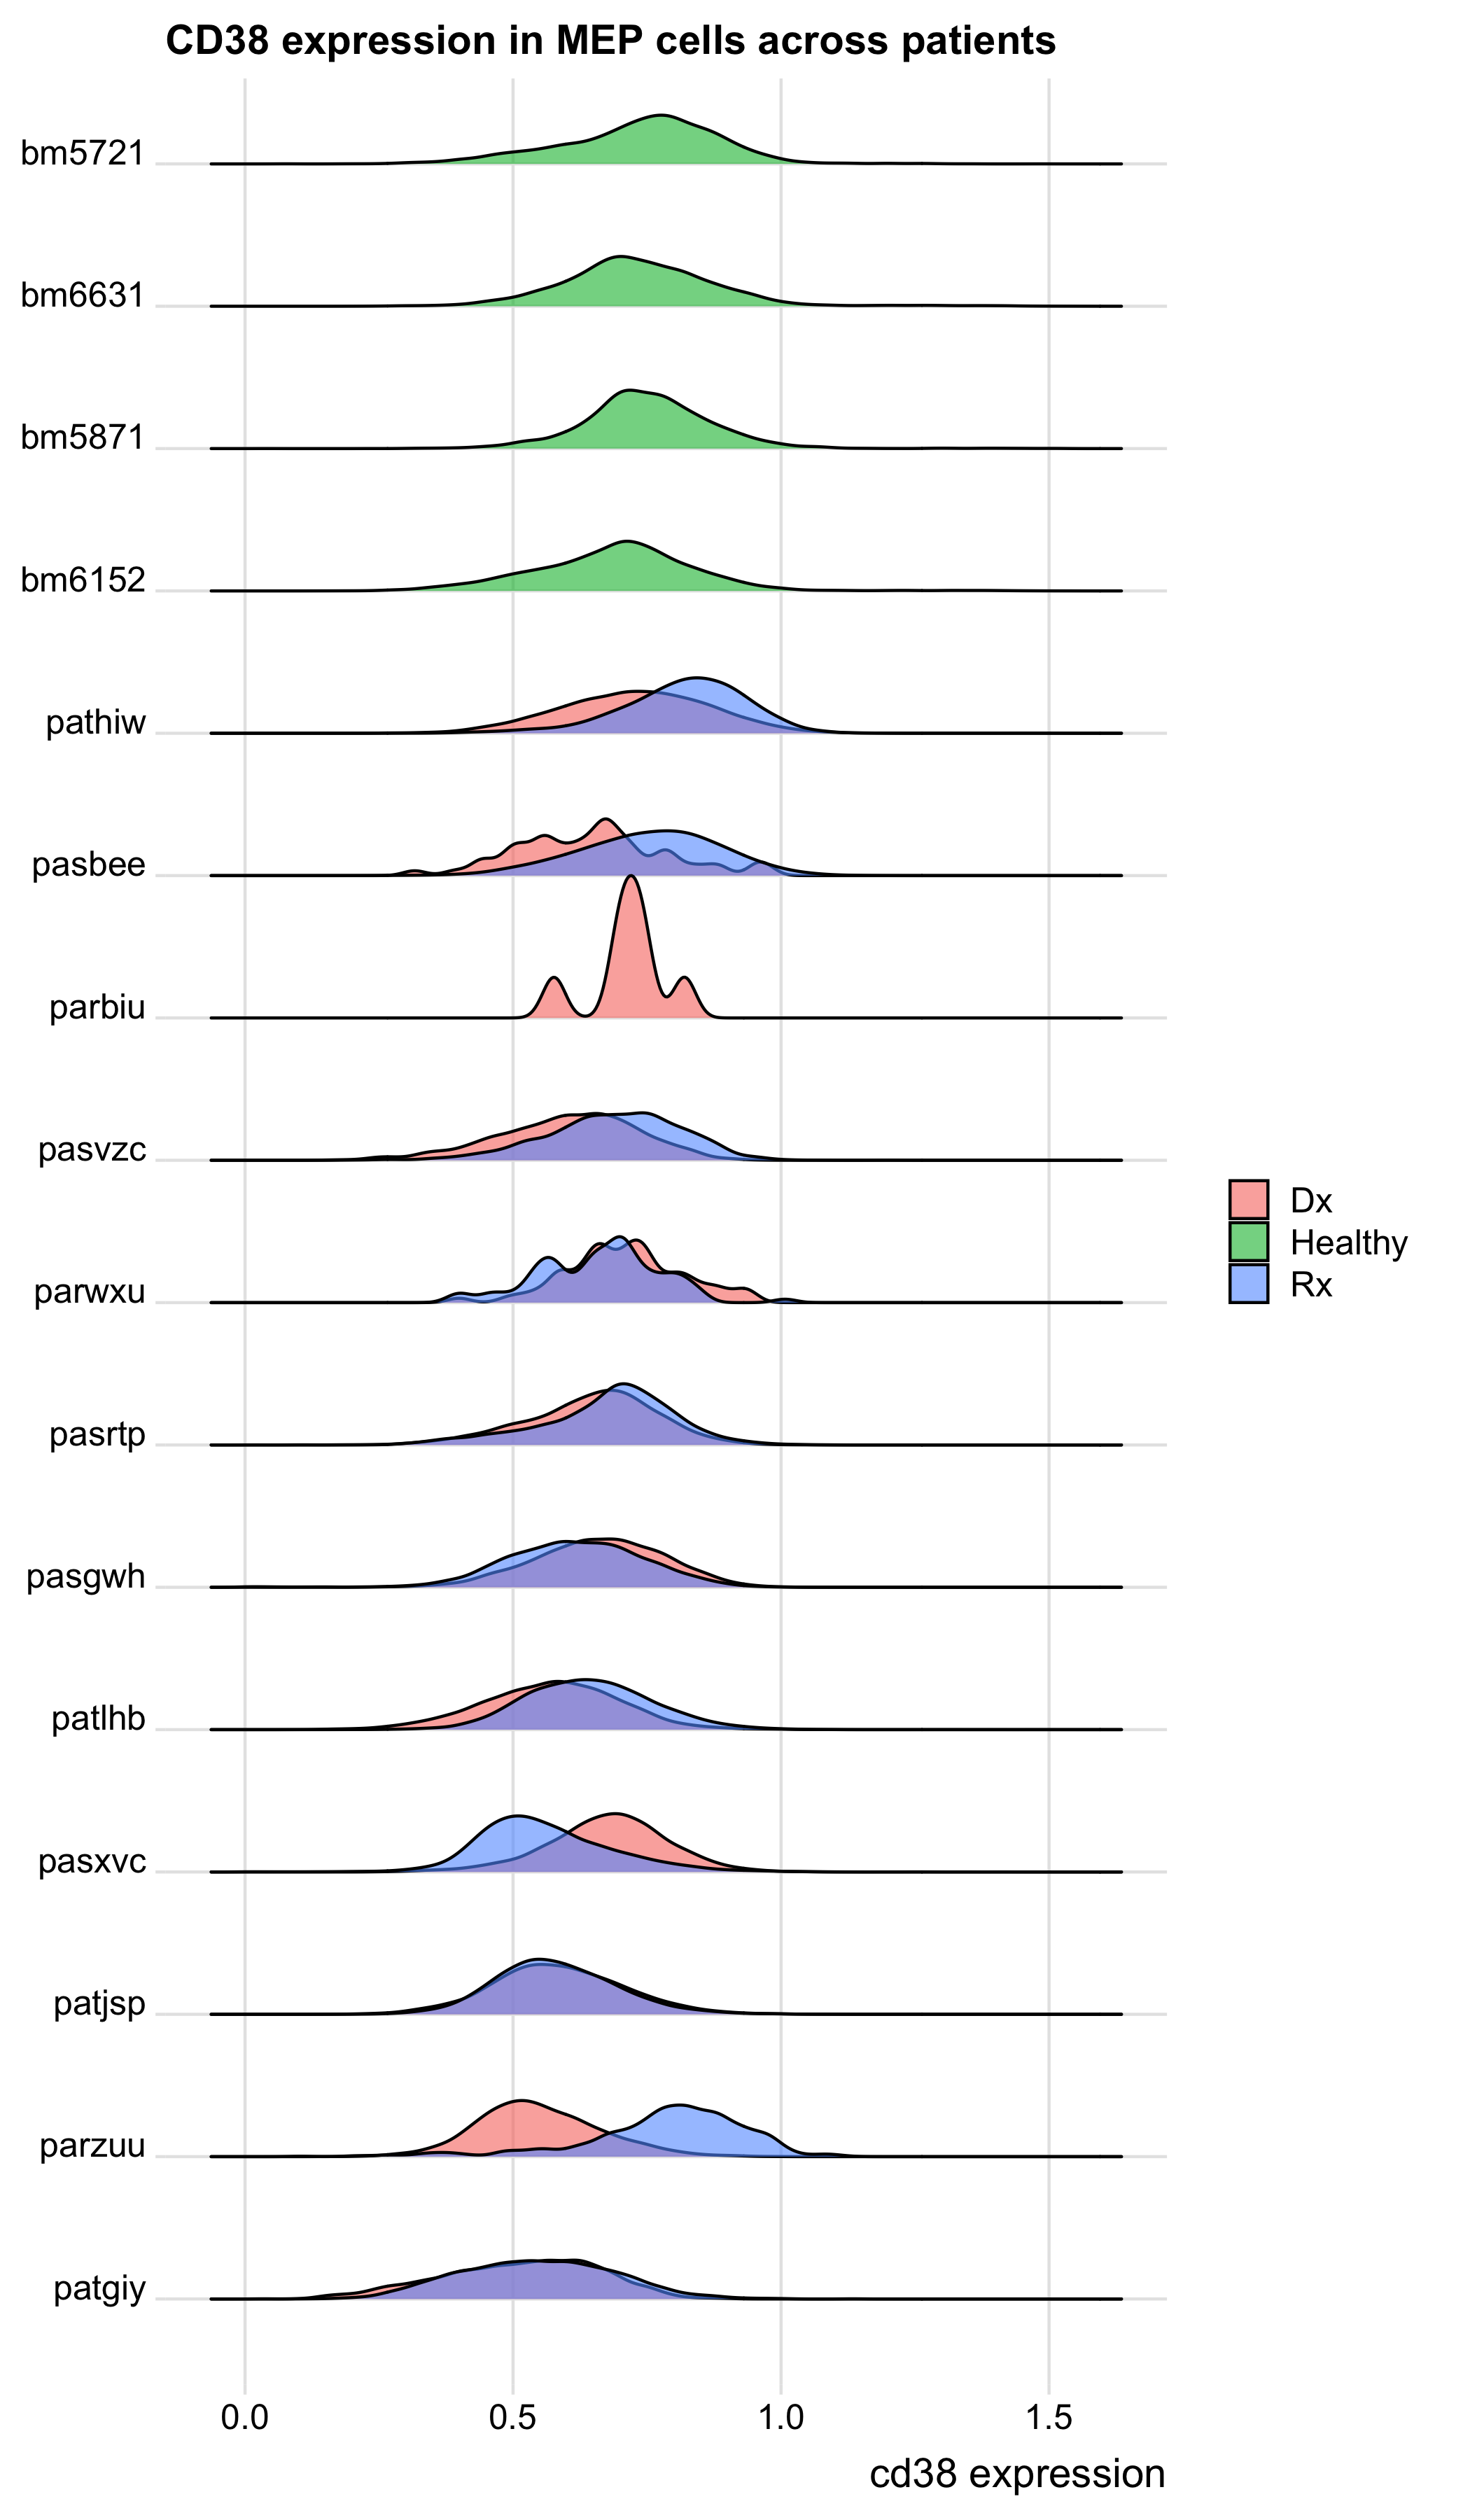 CD38 expression in MEP cells across patients
bm5721
bm6631
bm5871
bm6152
pathiw
pasbee
parbiu
pasvzc
parwxu
pasrtp
pasgwh
patlhb
pasxvc
patjsp
parzuu
patgiy
Dx
Healthy
Rx
0.0 0.5 1.0 1.5
cd38 expression